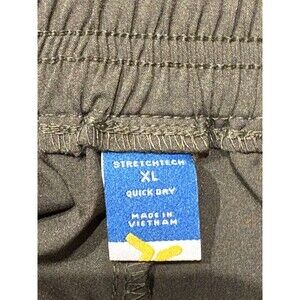 STRETCHTECH
XL
QUICK DRY
MADE IN
VIETNAM